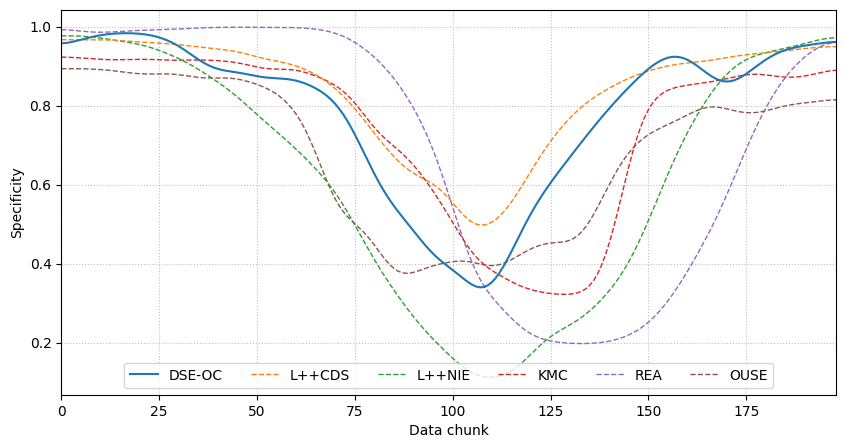 1.0
0.8
0.6
0.4
0.2
Specificity
DSE-OC L++CDS L++NIE KMC REA OUSE
0 25 50 75 100 125 150 175
Data chunk